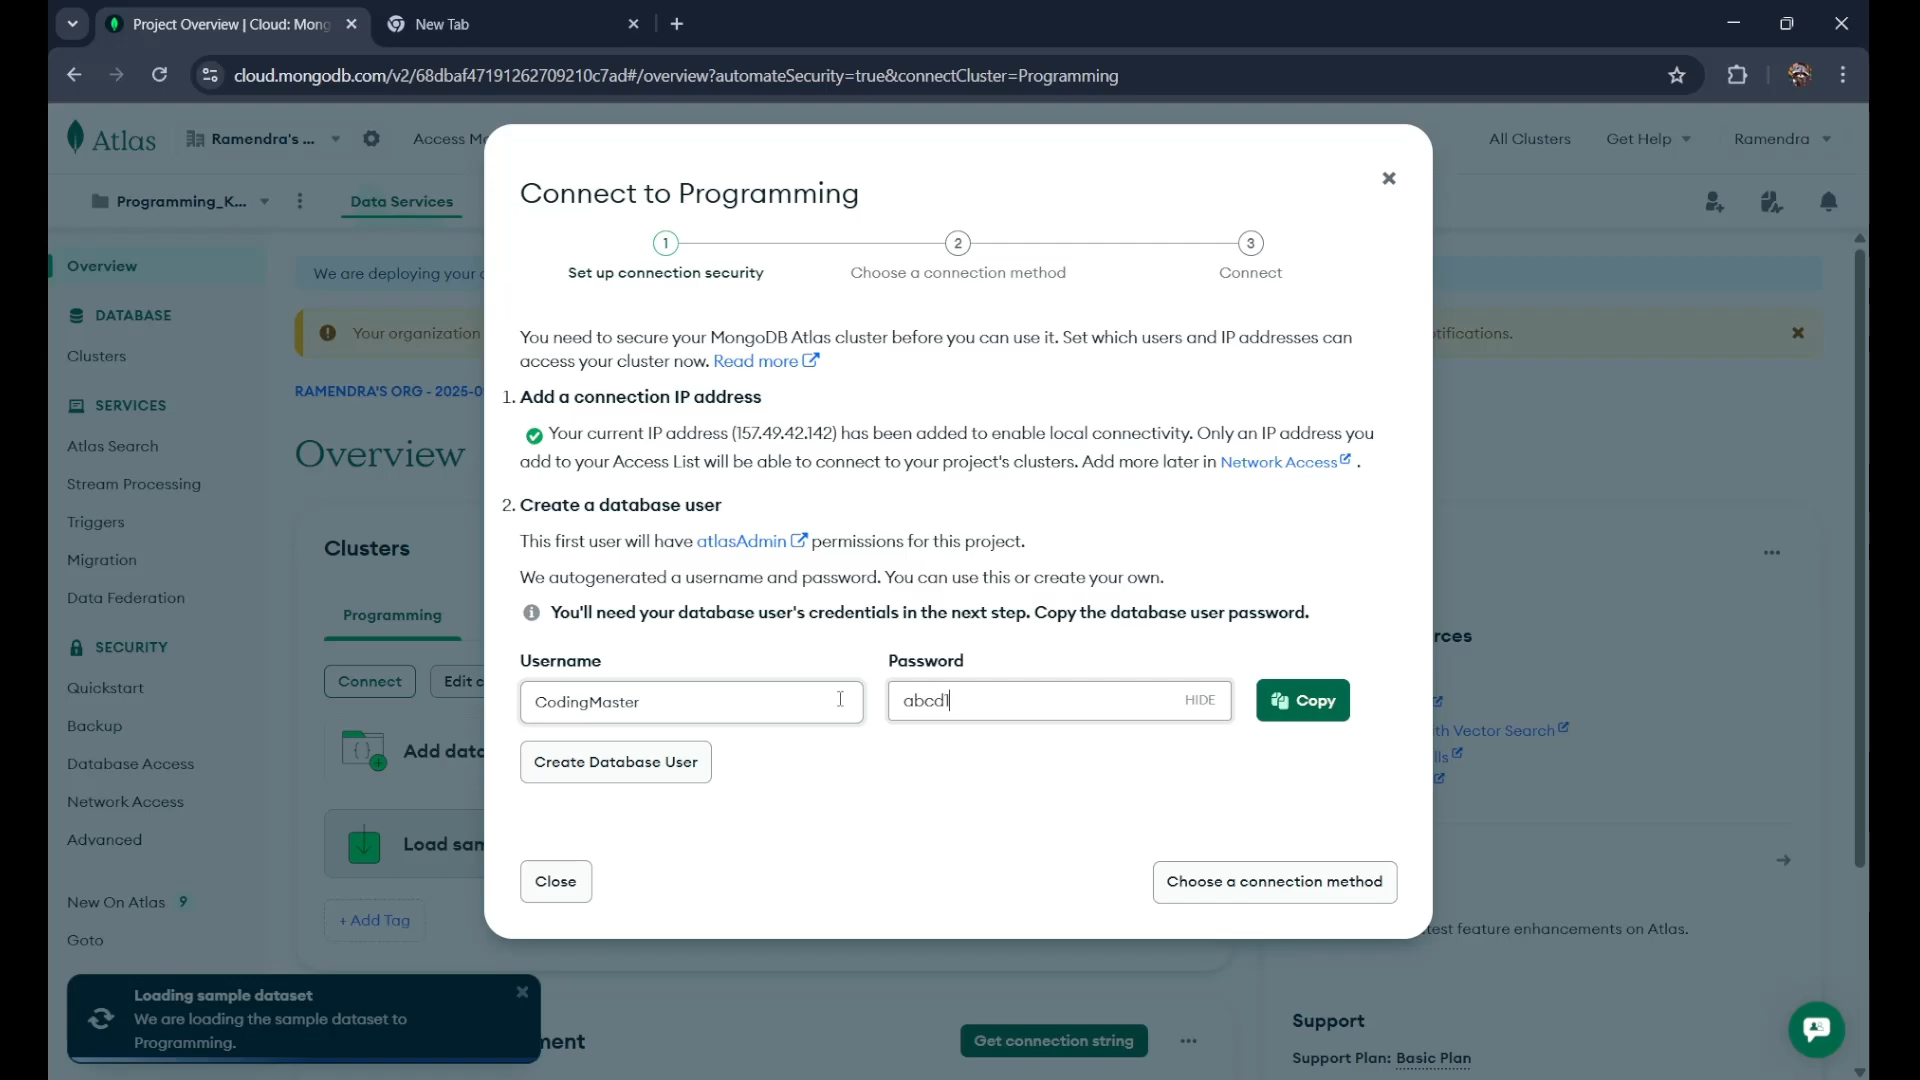 Project Overview | Cloud: Mong
New Tab
cloud.mongodb.com/v2/68dbaf47191262709210c7ad#/overview?automateSecurity=true&connectCluster=Programming
Atlas
Ramendra's ...
Access
All Clusters
Get Help
Ramendra
Programming_K...
Data Services
Connect to Programming
1
2
3
Set up connection security
Choose a connection method
Connect
Overview
We are deploying your
DATABASE
Clusters
Your organization
You need to secure your MongoDB Atlas cluster before you can use it. Set which users and IP addresses can
access your cluster now. Read more
RAMENDRA'S ORG - 2025-0
1. Add a connection IP address
SERVICES
Atlas Search
Stream Processing
Triggers
Migration
Data Federation
Overview
Your current IP address (157.49.42.142) has been added to enable local connectivity. Only an IP address you
add to your Access List will be able to connect to your project's clusters. Add more later in Network Access .
2. Create a database user
This first user will have atlasAdmin permissions for this project.
We autogenerated a username and password. You can use this or create your own.
You'll need your database user's credentials in the next step. Copy the database user password.
Clusters
Programming
Connect
Edit
Username
Password
CodingMaster
abcd1
HIDE
Copy
Create Database User
th Vector Search
SECURITY
Quickstart
Backup
Database Access
Network Access
Advanced
Add data
Load sam
+ Add Tag
Close
Choose a connection method
New On Atlas 9
Goto
test feature enhancements on Atlas.
Loading sample dataset
We are loading the sample dataset to
Programming.
Get connection string
Support
Support Plan: Basic Plan